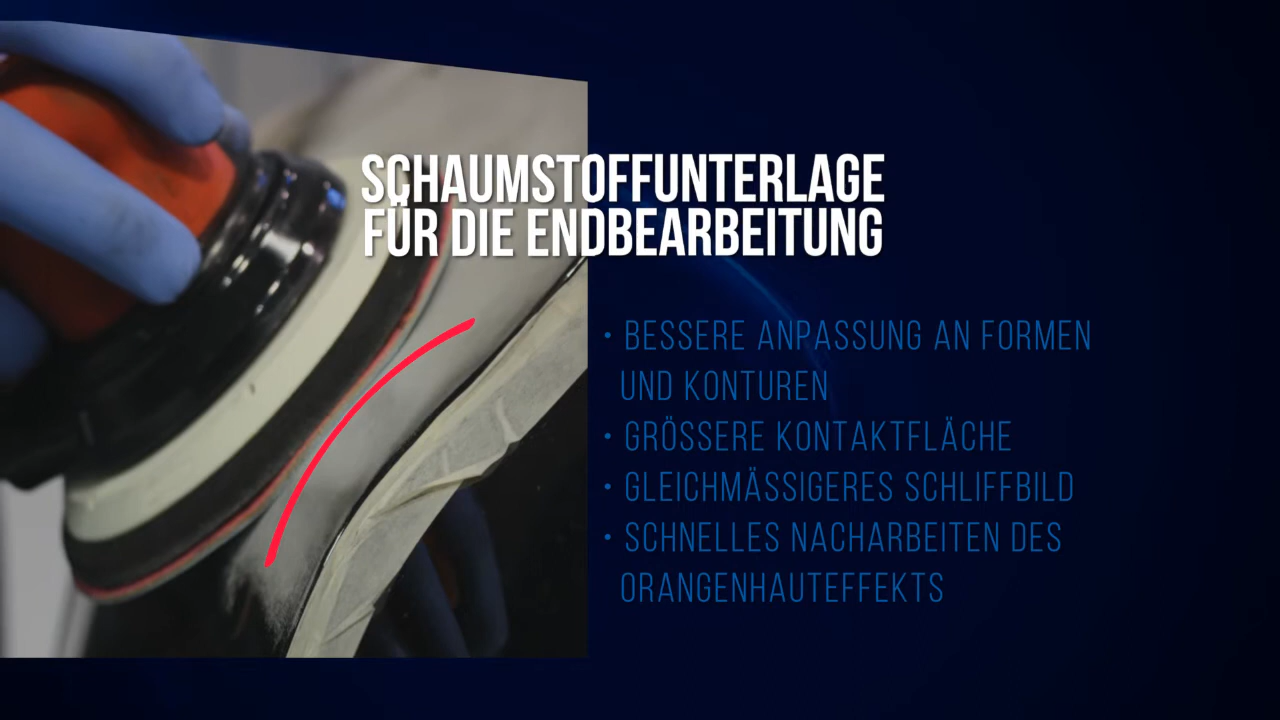 SCHAUMSTOFFUNTERLAGE
FÜR DIE ENDBEARBEITUNG
• BESSERE ANPASSUNG AN FORMEN
UND KONTUREN
• GRÖSSERE KONTAKTFLÄCHE
• GLEICHMÄSSIGERES SCHLIFFBILD
• SCHNELLES NACHARBEITEN DES
ORANGENHAUTEFFEKTS